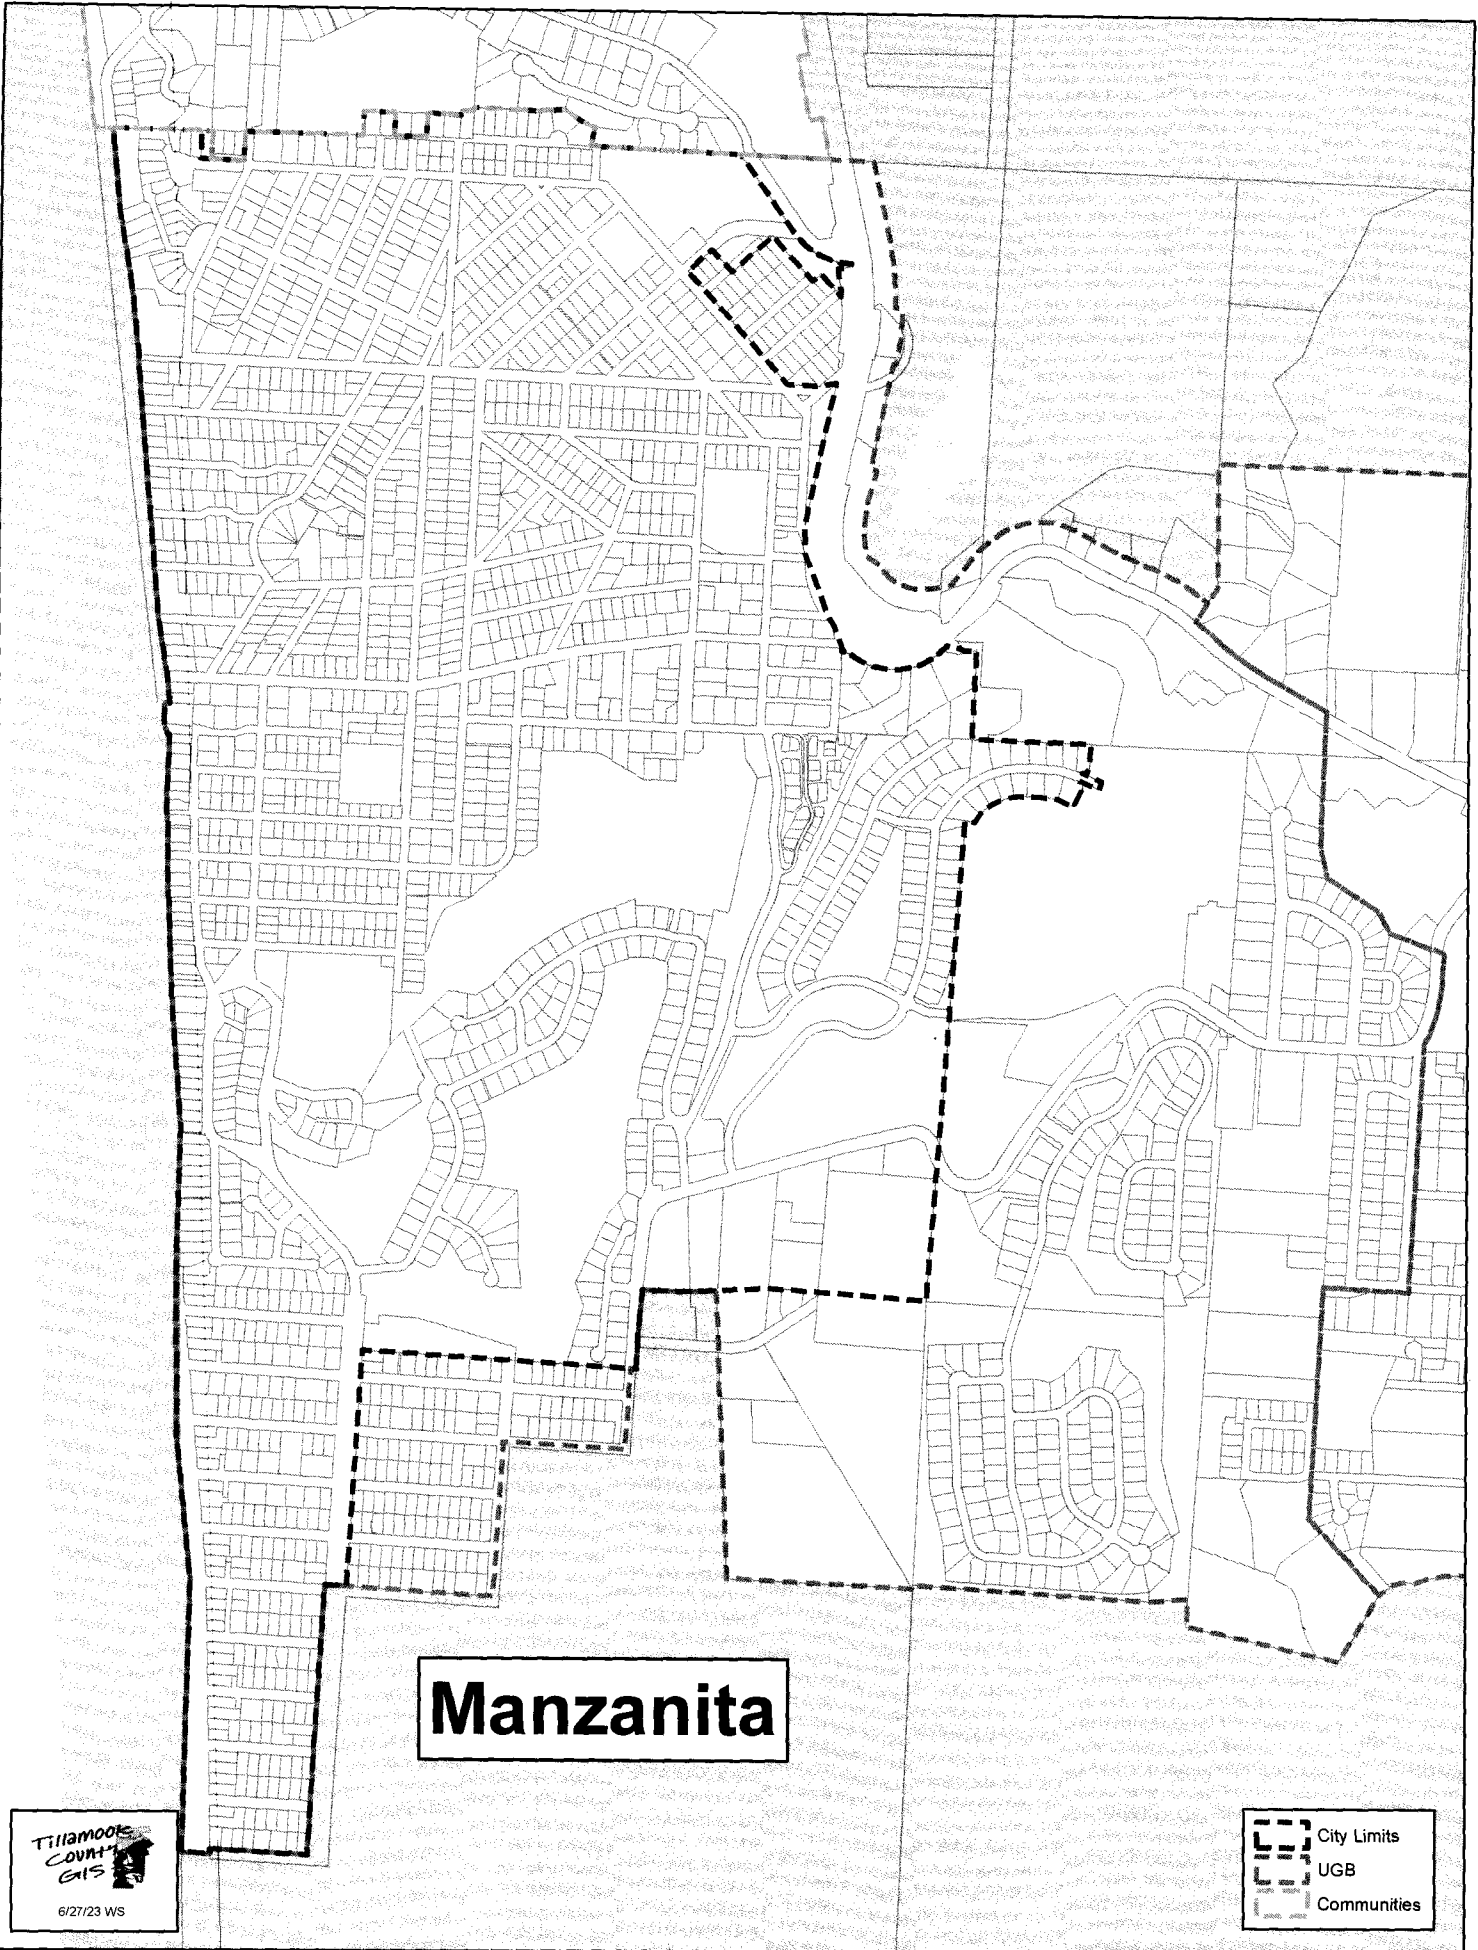 Manzanita
Tillamook
County
GIS
6/27/23 WS
City Limits
UGB
Communities